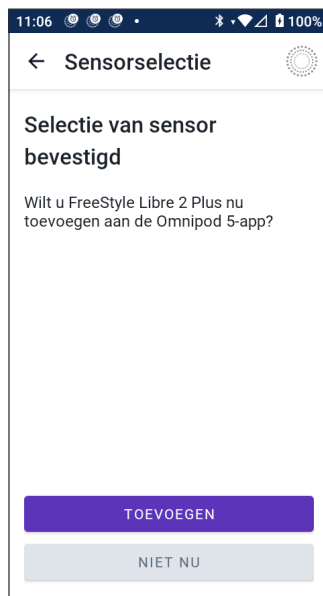 11:06 100%
Sensorselectie
Selectie van sensor
bevestigd
Wilt u FreeStyle Libre 2 Plus nu
toevoegen aan de Omnipod 5-app?
TOEVOEGEN
NIET NU